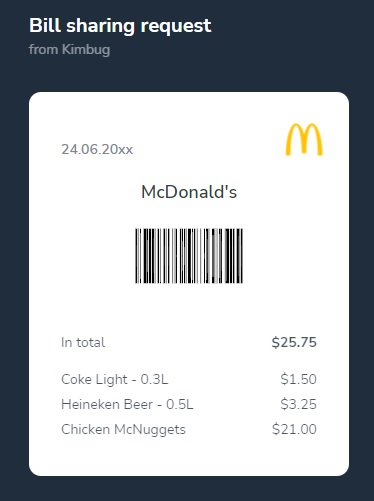 Bill sharing request
from Kimbug
24.06.20xx
McDonald's
In total $25.75
Coke Light - 0.3L $1.50
Heineken Beer - 0.5L $3.25
Chicken McNuggets $21.00